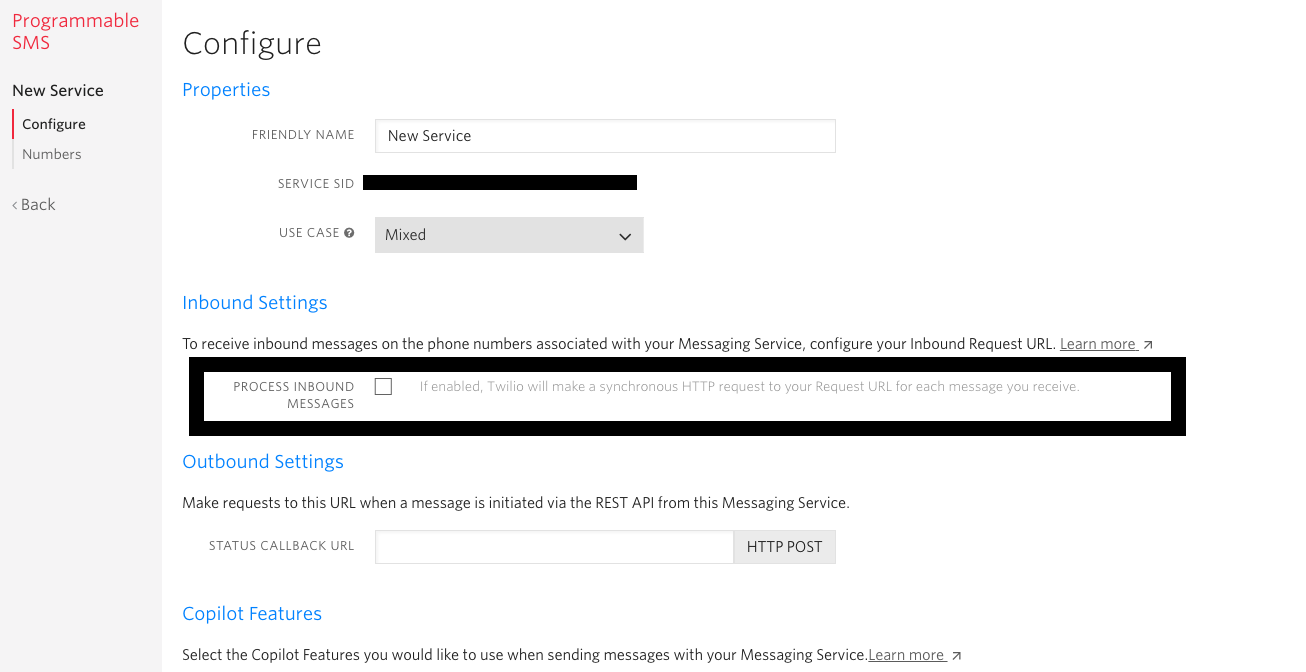 Programmable
SMS
New Service
Configure
Numbers
‹ Back
Configure
Properties
FRIENDLY NAME New Service
SERVICE SID
USE CASE ? Mixed
Inbound Settings
To receive inbound messages on the phone numbers associated with your Messaging Service, configure your Inbound Request URL. Learn more
PROCESS INBOUND If enabled, Twilio will make a synchronous HTTP request to your Request URL for each message you receive.
MESSAGES
Outbound Settings
Make requests to this URL when a message is initiated via the REST API from this Messaging Service.
STATUS CALLBACK URL HTTP POST
Copilot Features
Select the Copilot Features you would like to use when sending messages with your Messaging Service.Learn more